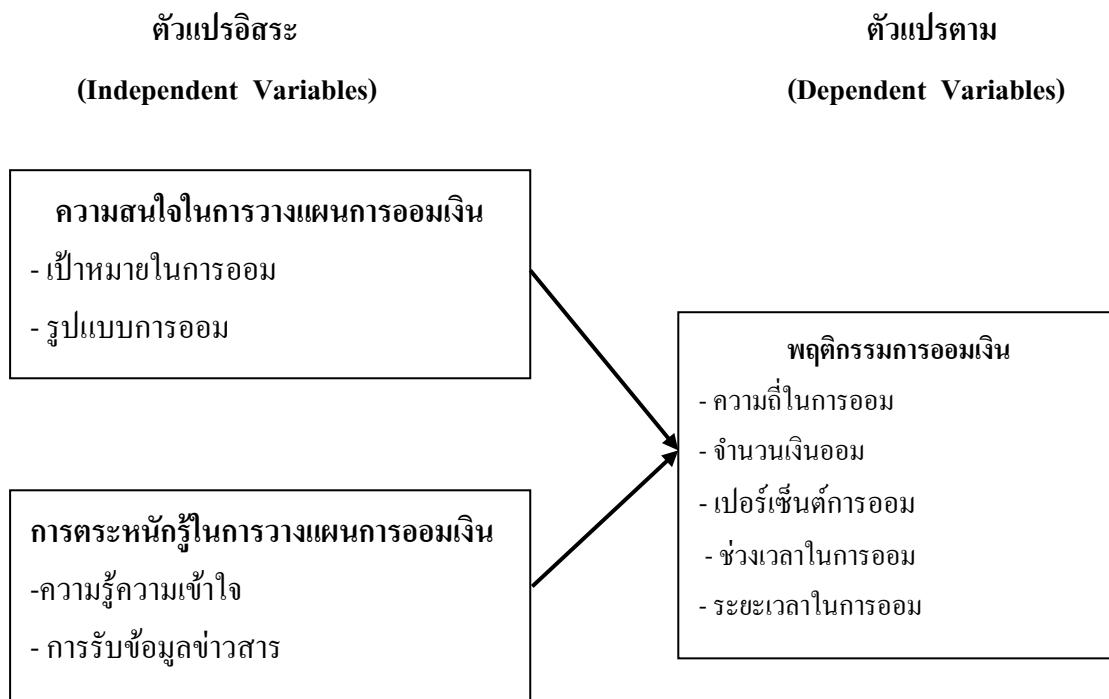 ตัวแปรอิสระ
(Independent Variables)
ตัวแปรตาม
(Dependent Variables)
ความสนใจในการวางแผนการออมเงิน
- เป้าหมายในการออม
- รูปแบบการออม
การตระหนักรู้ในการวางแผนการออมเงิน
-ความรู้ความเข้าใจ
- การรับข้อมูลข่าวสาร
พฤติกรรมการออมเงิน
- ความถี่ในการออม
- จำนวนเงินออม
- เปอร์เซ็นต์การออม
- ช่วงเวลาในการออม
- ระยะเวลาในการออม